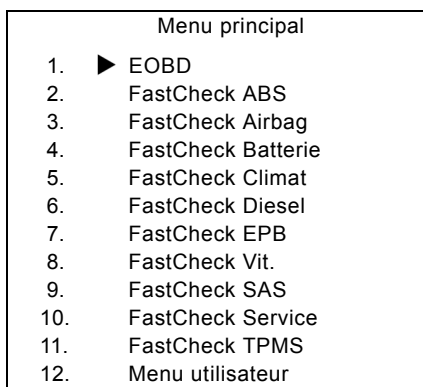 Menu principal
1. ▶ EOBD
2. FastCheck ABS
3. FastCheck Airbag
4. FastCheck Batterie
5. FastCheck Climat
6. FastCheck Diesel
7. FastCheck EPB
8. FastCheck Vit.
9. FastCheck SAS
10. FastCheck Service
11. FastCheck TPMS
12. Menu utilisateur